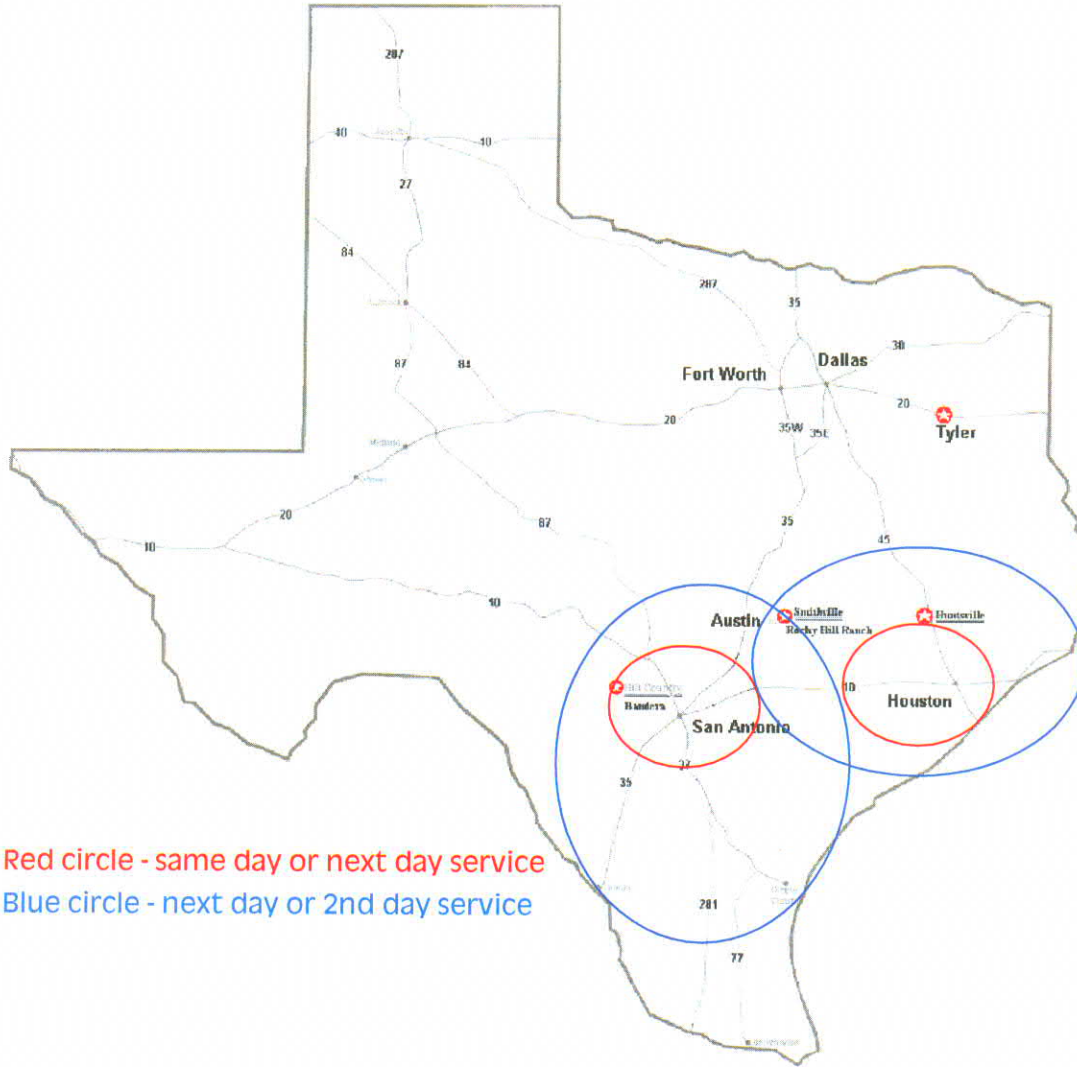 287
40
40
27
84
287
35
87
84
30
Dallas
Fort Worth
20
20
35W
35E
Tyler
20
87
35
10
45
10
Austin
Smithville
Rocky Hill Ranch
Huntsville
Hill Country
Bandera
10
Houston
San Antonio
37
35
Red circle - same day or next day service
Blue circle - next day or 2nd day service
281
77